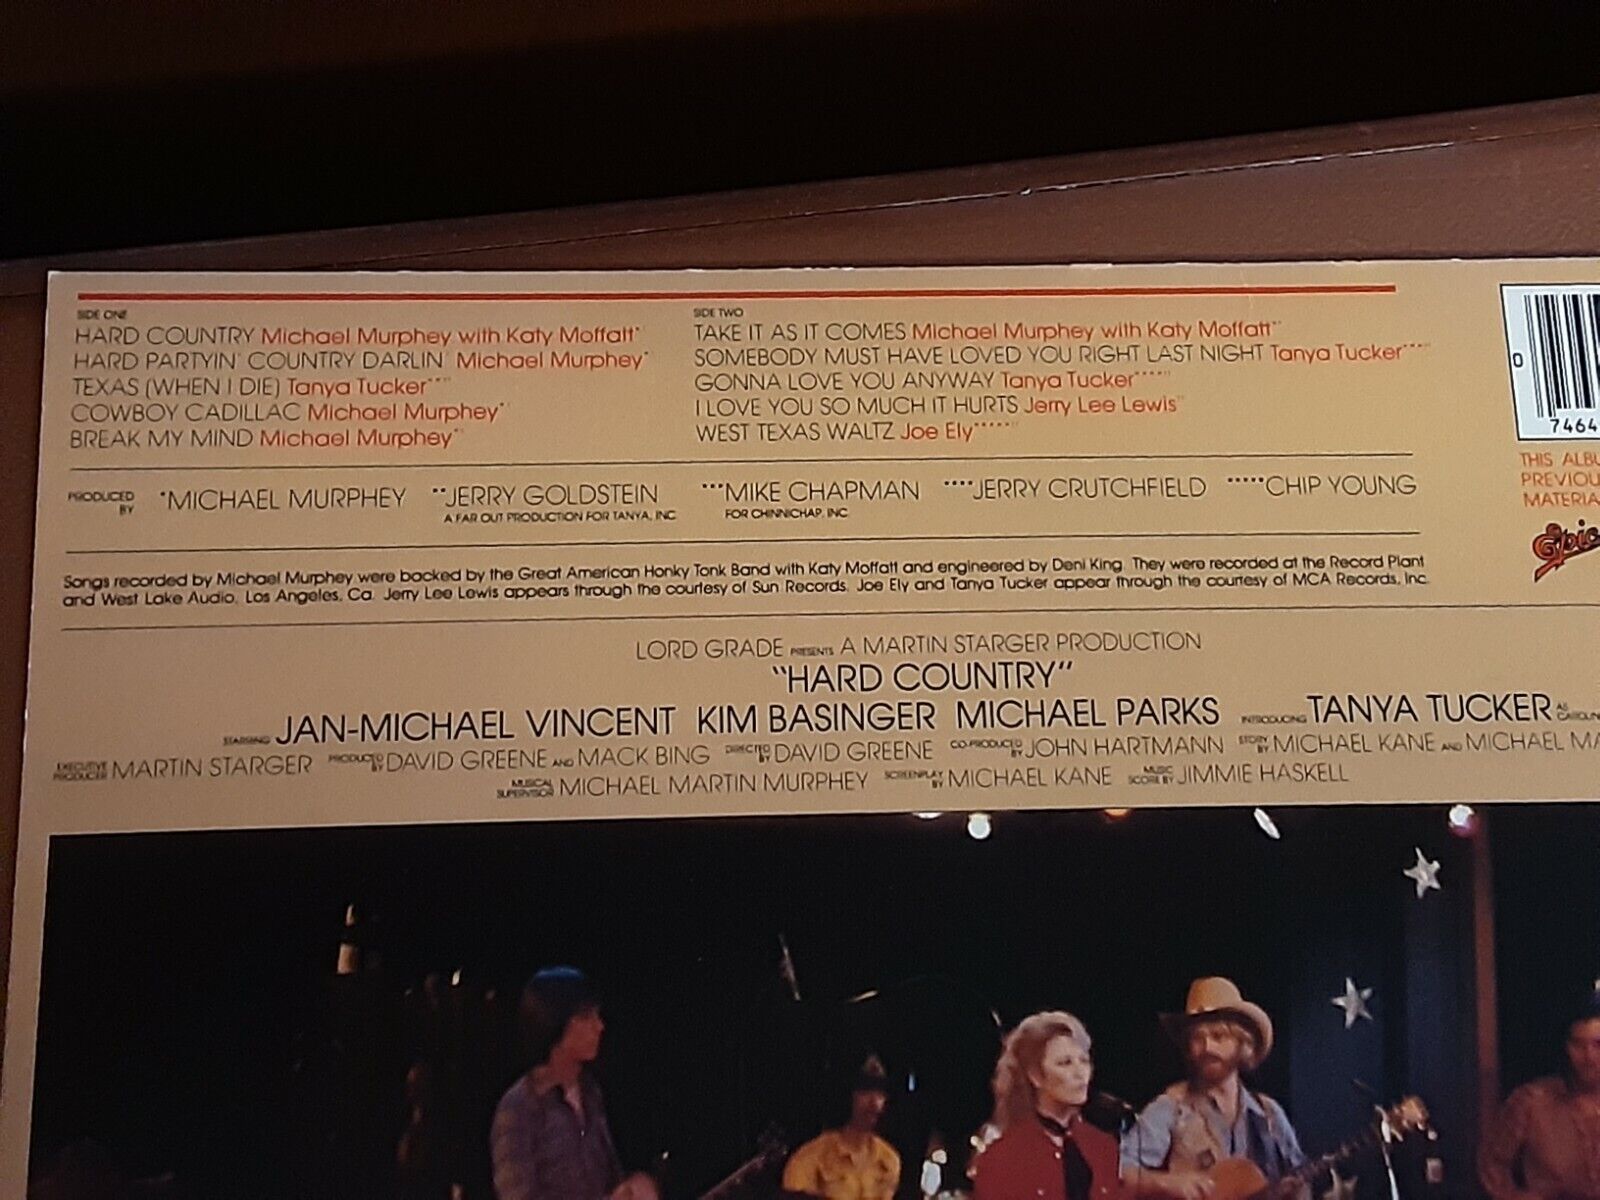 SIDE ONE
HARD COUNTRY Michael Murphey with Katy Moffatt*
HARD PARTYIN' COUNTRY DARLIN' Michael Murphey*
TEXAS (WHEN I DIE) Tanya Tucker
COWBOY CADILLAC Michael Murphey*
BREAK MY MIND Michael Murphey*
SIDE TWO
TAKE IT AS IT COMES Michael Murphey with Katy Moffatt*
SOMEBODY MUST HAVE LOVED YOU RIGHT LAST NIGHT Tanya Tucker
GONNA LOVE YOU ANYWAY Tanya Tucker
I LOVE YOU SO MUCH IT HURTS Jerry Lee Lewis
WEST TEXAS WALTZ Joe Ely
PRODUCED BY *MICHAEL MURPHEY **JERRY GOLDSTEIN ***MIKE CHAPMAN ****JERRY CRUTCHFIELD *****CHIP YOUNG
A FAR OUT PRODUCTION FOR TANYA, INC. FOR CHINNICHAP, INC.
Songs recorded by Michael Murphey were backed by the Great American Honky Tonk Band with Katy Moffatt and engineered by Deni King. They were recorded at the Record Plant
and West Lake Audio, Los Angeles, Ca. Jerry Lee Lewis appears through the courtesy of Sun Records. Joe Ely and Tanya Tucker appear through the courtesy of MCA Records, Inc.
LORD GRADE PRESENTS A MARTIN STARGER PRODUCTION
"HARD COUNTRY"
STARRING JAN-MICHAEL VINCENT KIM BASINGER MICHAEL PARKS INTRODUCING TANYA TUCKER AS
EXECUTIVE PRODUCER MARTIN STARGER PRODUCED BY DAVID GREENE AND MACK BING DIRECTED BY DAVID GREENE CO-PRODUCED BY JOHN HARTMANN STORY BY MICHAEL KANE AND MICHAEL
MUSICAL SUPERVISOR MICHAEL MARTIN MURPHEY SCREENPLAY BY MICHAEL KANE MUSIC SCORE BY JIMMIE HASKELL
0
7464
THIS
PREVIOU
MATERIA
Epic